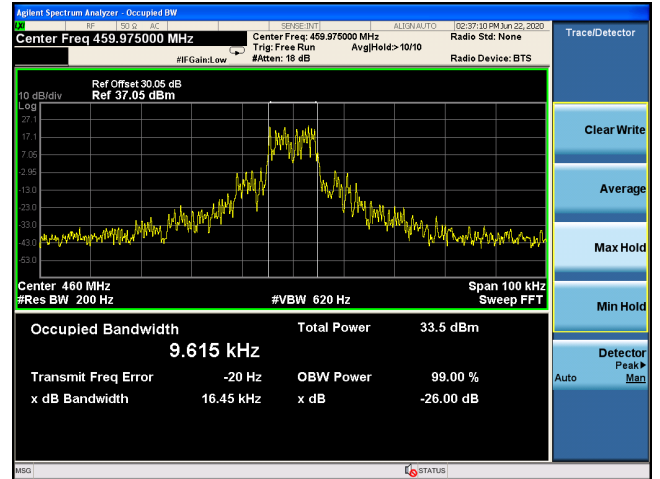 Agilent Spectrum Analyzer - Occupied BW
RF 50 Ω AC SENSE:INT ALIGN AUTO 02:37:10 PM Jun 22, 2020
Center Freq 459.975000 MHz
Center Freq: 459.975000 MHz
Radio Std: None
Trig: Free Run Avg|Hold:> 10/10
#IFGain:Low #Atten: 18 dB Radio Device: BTS
Trace/Detector
Ref Offset 30.05 dB
10 dB/div Ref 37.05 dBm
Log
27.1
17.1
7.05
-2.95
-13.0
-23.0
-33.0
-43.0
-53.0
Center 460 MHz Span 100 kHz
#Res BW 200 Hz #VBW 620 Hz Sweep FFT
Occupied Bandwidth Total Power 33.5 dBm
9.615 kHz
Transmit Freq Error -20 Hz OBW Power 99.00 %
x dB Bandwidth 16.45 kHz x dB -26.00 dB
Clear Write
Average
Max Hold
Min Hold
Detector
Peak▶
Auto Man
MSG STATUS